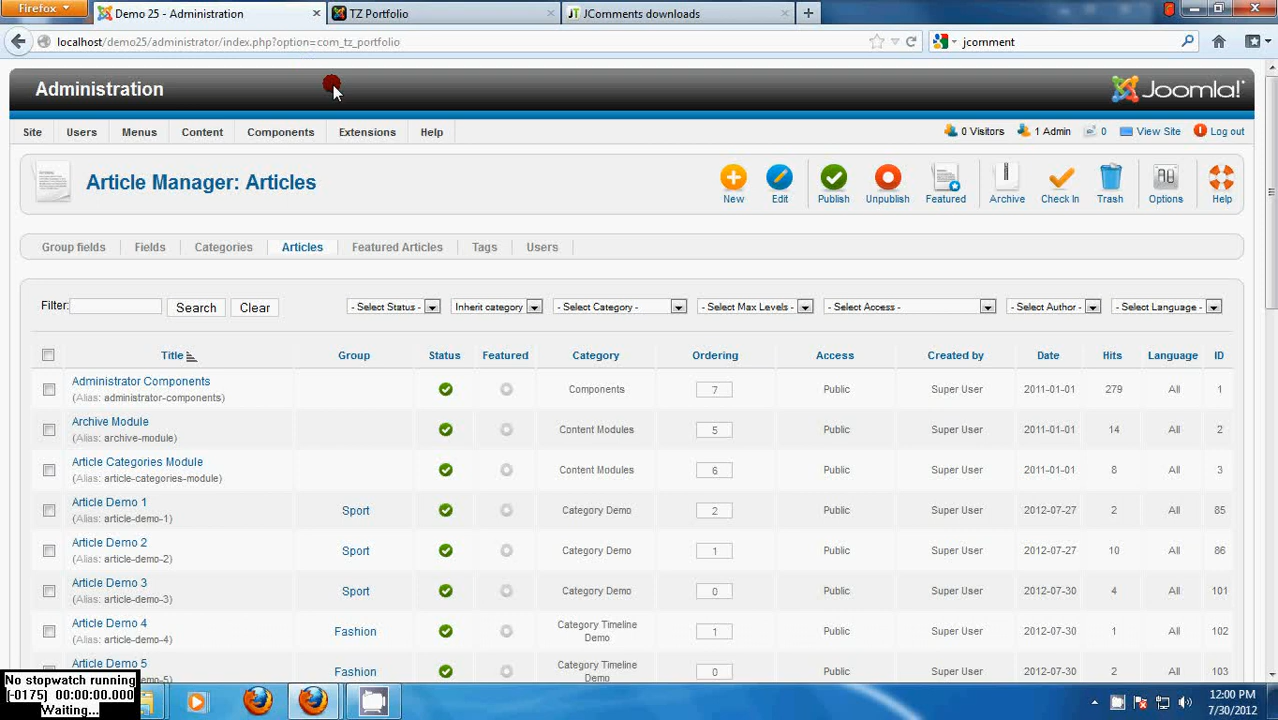 Firefox
Demo 25 - Administration
TZ Portfolio
JComments downloads
localhost/demo25/administrator/index.php?option=com_tz_portfolio
jcomment
Administration
Joomla!
Site Users Menus Content Components Extensions Help
0 Visitors 1 Admin 0 View Site Log out
Article Manager: Articles
New Edit Publish Unpublish Featured Archive Check In Trash Options Help
Group fields Fields Categories Articles Featured Articles Tags Users
Filter: Search Clear - Select Status - Inherit category - Select Category - - Select Max Levels - - Select Access - - Select Author - - Select Language -
Title Group Status Featured Category Ordering Access Created by Date Hits Language ID
Administrator Components
(Alias: administrator-components)
Components 7 Public Super User 2011-01-01 279 All 1
Archive Module
(Alias: archive-module)
Content Modules 5 Public Super User 2011-01-01 14 All 2
Article Categories Module
(Alias: article-categories-module)
Content Modules 6 Public Super User 2011-01-01 8 All 3
Article Demo 1
(Alias: article-demo-1)
Sport Category Demo 2 Public Super User 2012-07-27 2 All 85
Article Demo 2
(Alias: article-demo-2)
Sport Category Demo 1 Public Super User 2012-07-27 10 All 86
Article Demo 3
(Alias: article-demo-3)
Sport Category Demo 0 Public Super User 2012-07-30 4 All 101
Article Demo 4
(Alias: article-demo-4)
Fashion Category Timeline Demo 1 Public Super User 2012-07-30 1 All 102
Article Demo 5
Fashion Category Timeline Demo 0 Public Super User 2012-07-30 2 All 103
No stopwatch running
[-0175] 00:00:00.000
Waiting...
12:00 PM
7/30/2012